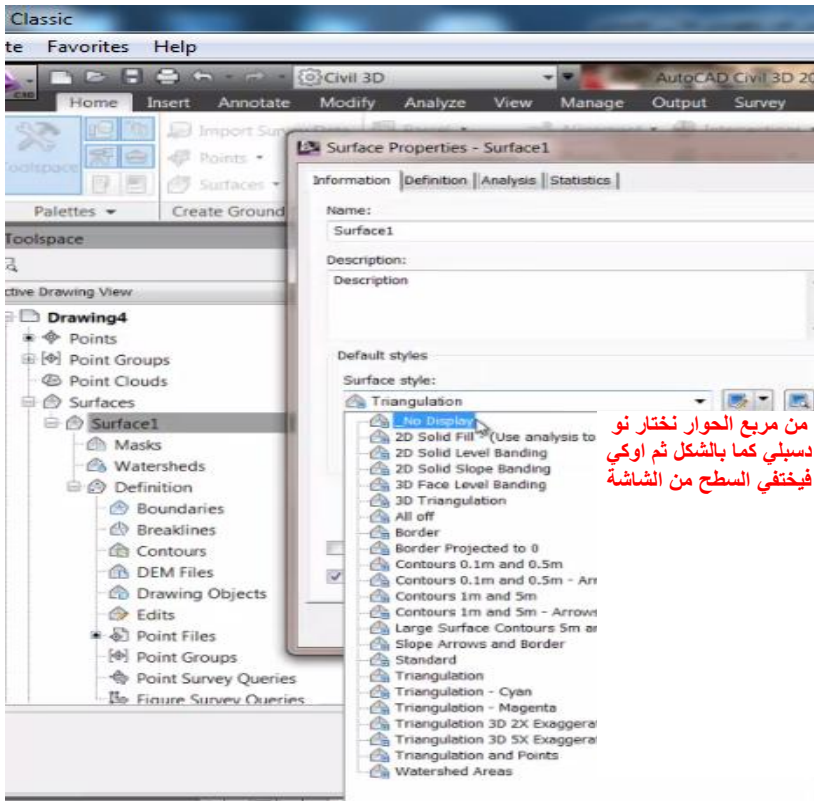 Classic
te Favorites Help
Civil 3D
AutoCAD Civil 3D 20
Home Insert Annotate Modify Analyze View Manage Output Survey
Toolspace
Import Sur
Points
Surfaces
Palettes
Create Ground
Surface Properties - Surface1
Information Definition Analysis Statistics
Name:
Surface1
Description:
Description
Default styles
Surface style:
Triangulation
_No Display
2D Solid Fill (Use analysis to
2D Solid Level Banding
2D Solid Slope Banding
3D Face Level Banding
3D Triangulation
All off
Border
Border Projected to 0
Contours 0.1m and 0.5m
Contours 0.1m and 0.5m - Arr
Contours 1m and 5m
Contours 1m and 5m - Arrows
Large Surface Contours 5m an
Slope Arrows and Border
Standard
Triangulation
Triangulation - Cyan
Triangulation - Magenta
Triangulation 3D 2X Exaggera
Triangulation 3D 5X Exaggera
Triangulation and Points
Watershed Areas
من مربع الحوار نختار نو
دسبلي كما بالشكل ثم اوكي
فيختفي السطح من الشاشة
Toolspace
ctive Drawing View
Drawing4
Points
Point Groups
Point Clouds
Surfaces
Surface1
Masks
Watersheds
Definition
Boundaries
Breaklines
Contours
DEM Files
Drawing Objects
Edits
Point Files
Point Groups
Point Survey Queries
Figure Survey Queries